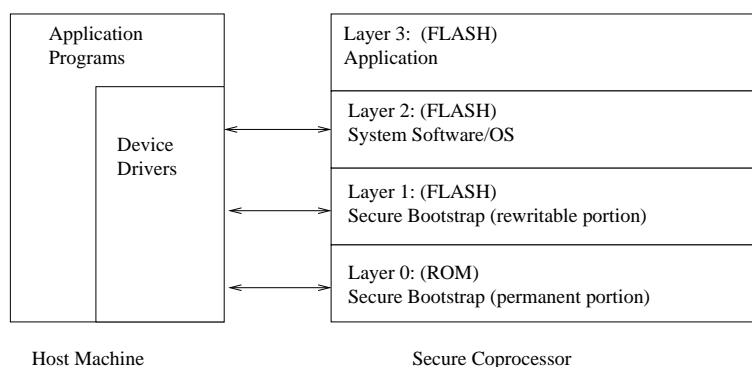 Application
Programs
Device
Drivers
Layer 3:  (FLASH)
Application
Layer 2: (FLASH)
System Software/OS
Layer 1: (FLASH)
Secure Bootstrap (rewritable portion)
Layer 0: (ROM)
Secure Bootstrap (permanent portion)
Host Machine
Secure Coprocessor